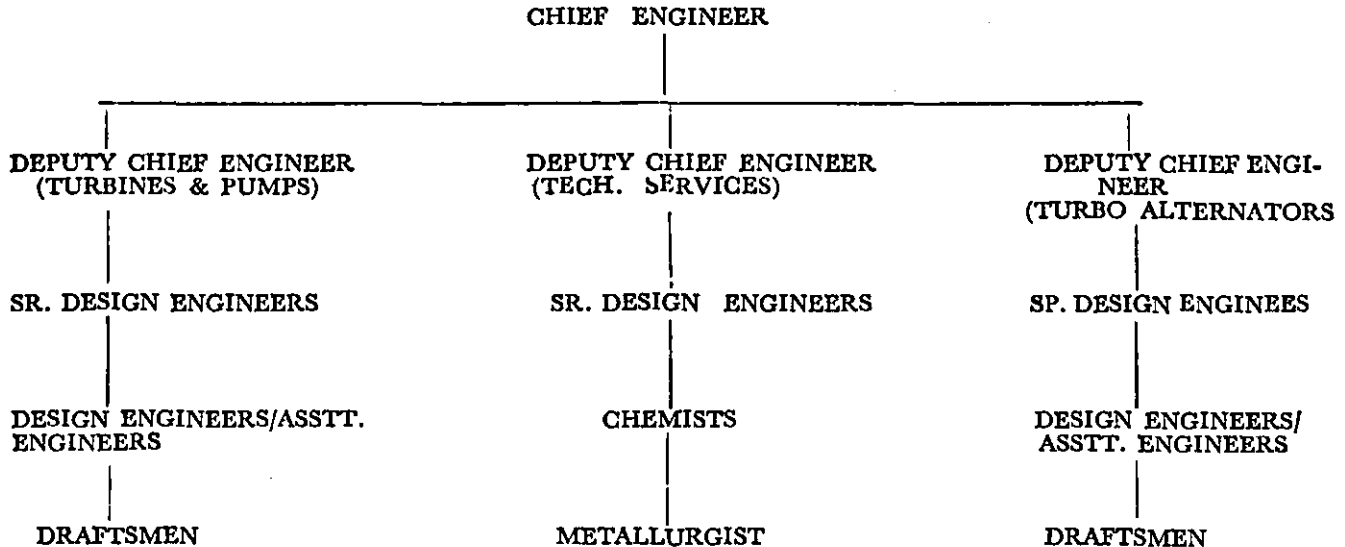 CHIEF ENGINEER
DEPUTY CHIEF ENGINEER
(TURBINES & PUMPS)
DEPUTY CHIEF ENGINEER
(TECH. SERVICES)
DEPUTY CHIEF ENGI-
NEER
(TURBO ALTERNATORS
SR. DESIGN ENGINEERS
SR. DESIGN ENGINEERS
SP. DESIGN ENGINEES
DESIGN ENGINEERS/ASSTT.
ENGINEERS
CHEMISTS
DESIGN ENGINEERS/
ASSTT. ENGINEERS
DRAFTSMEN
METALLURGIST
DRAFTSMEN